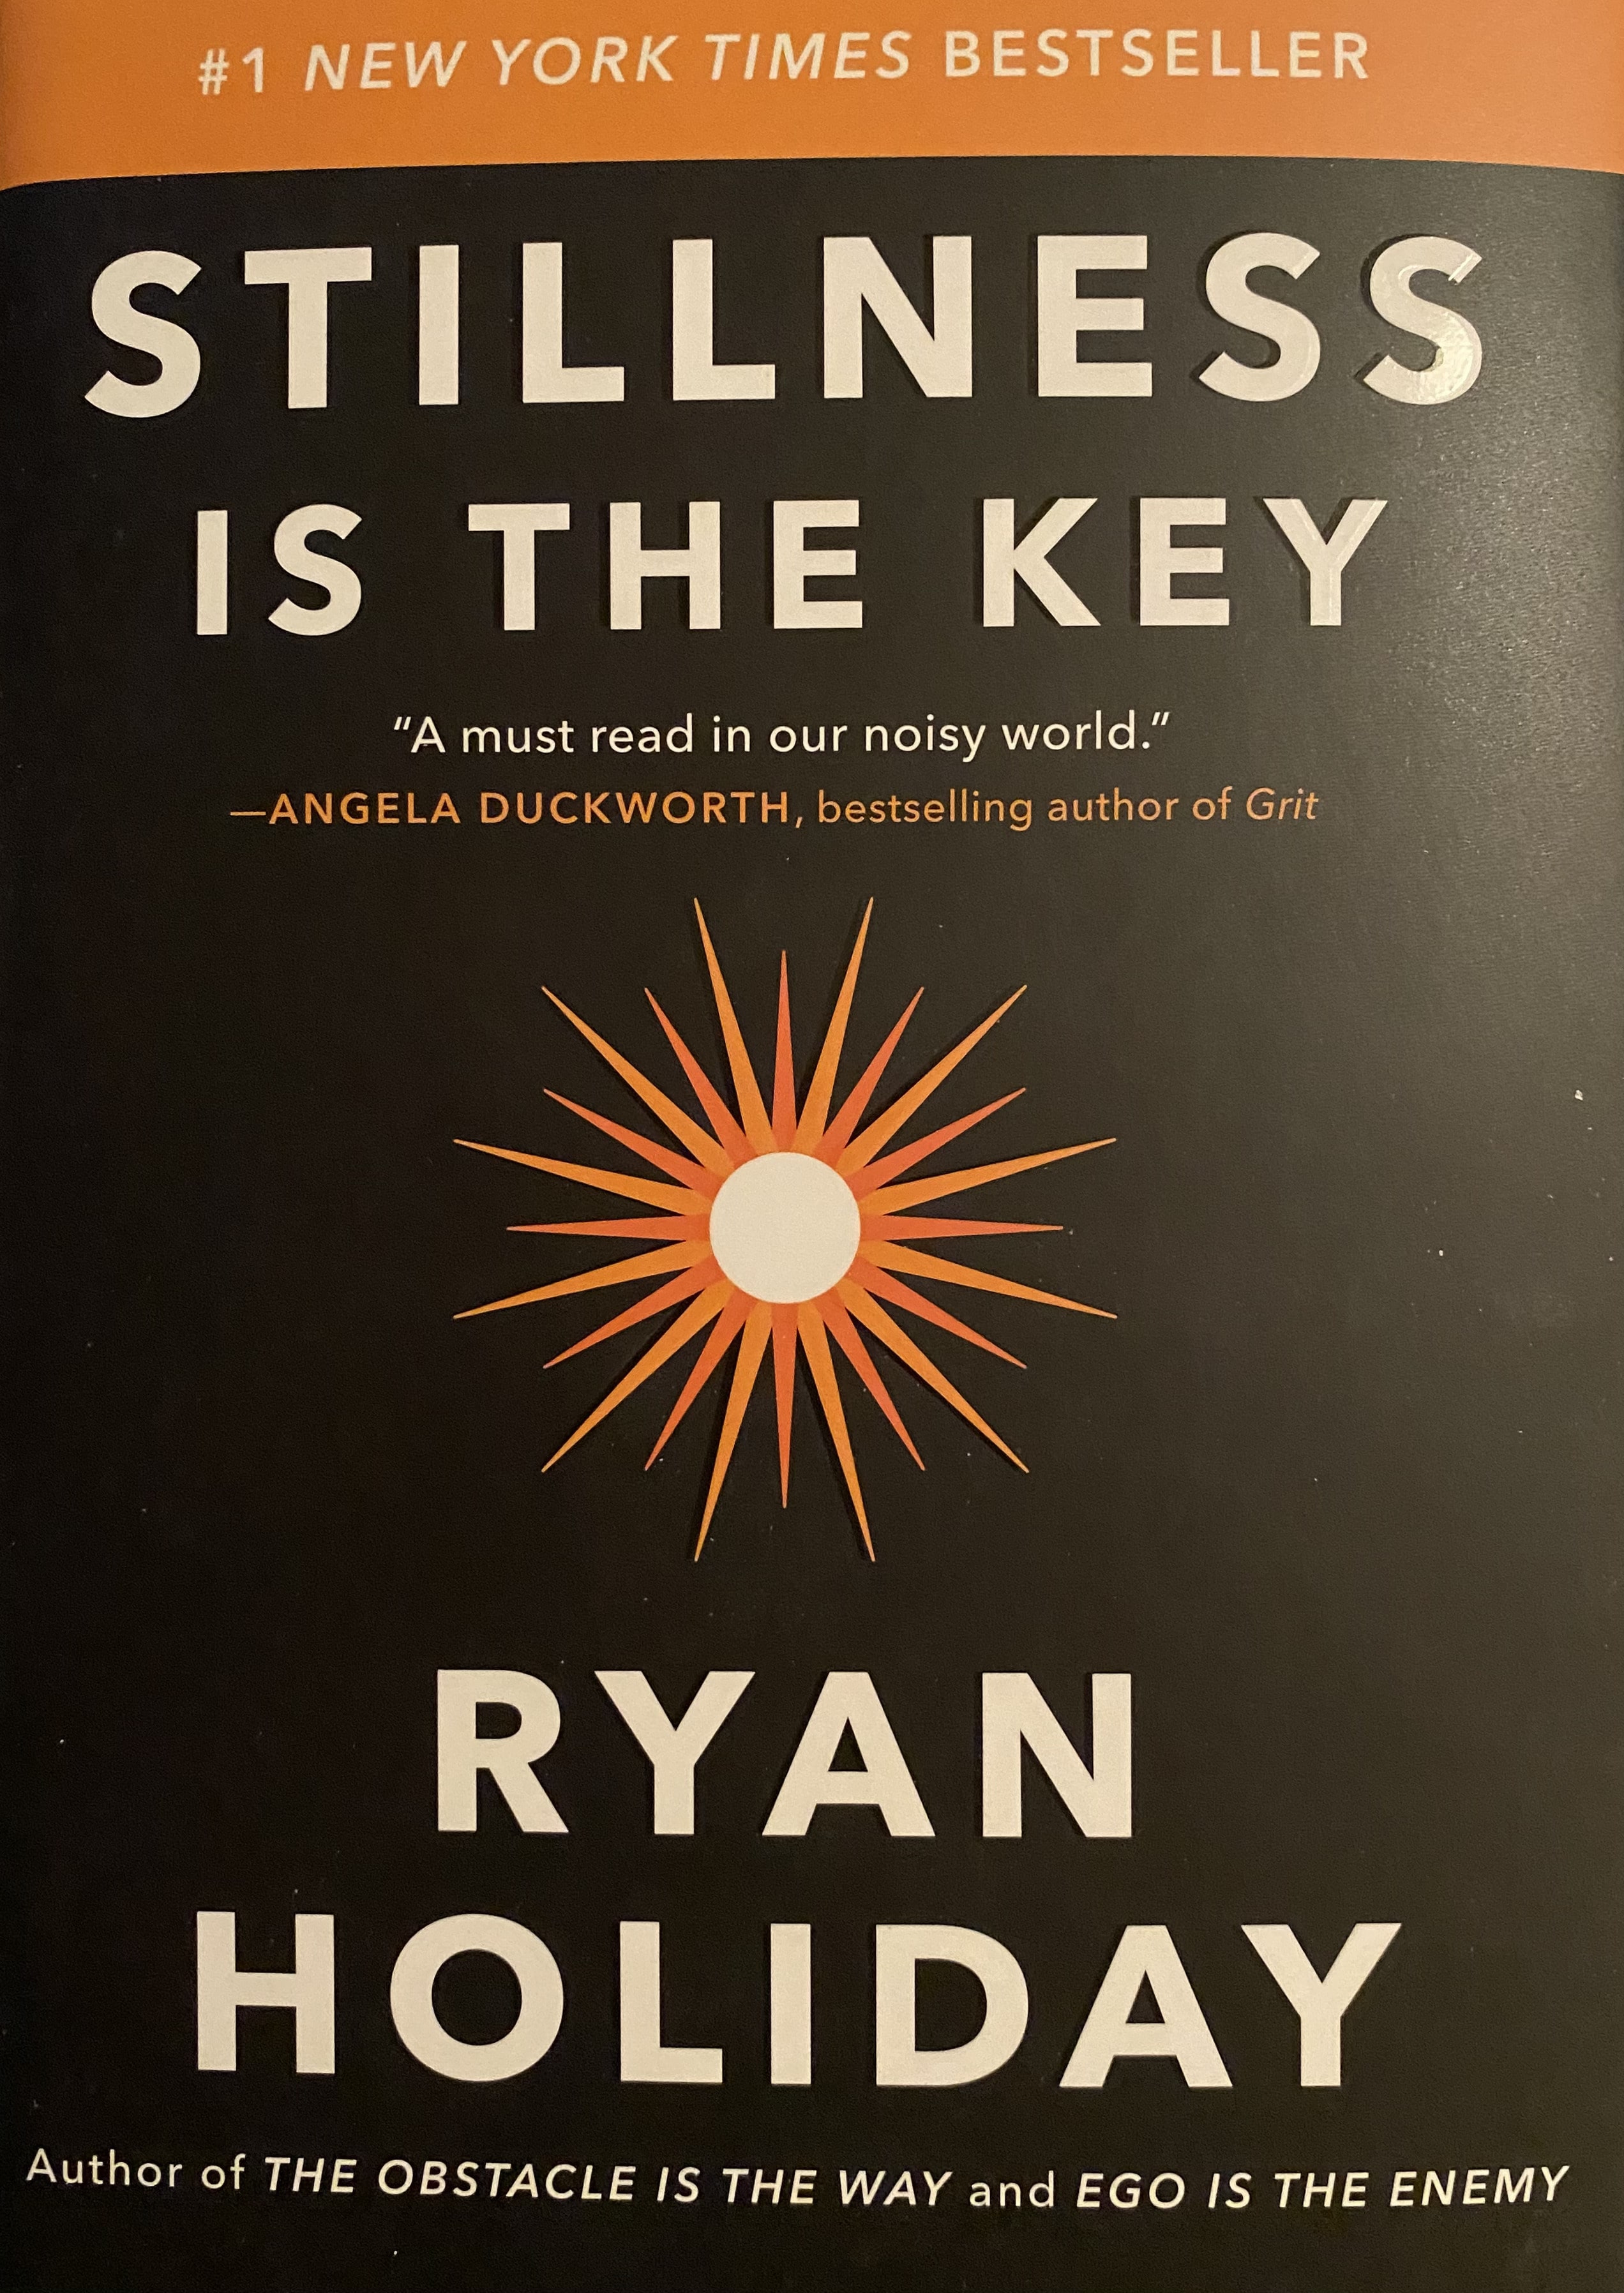 #1 NEW YORK TIMES BESTSELLER
STILLNESS
IS THE KEY
“A must read in our noisy world.”
—ANGELA DUCKWORTH, bestselling author of Grit
RYAN
HOLIDAY
Author of THE OBSTACLE IS THE WAY and EGO IS THE ENEMY